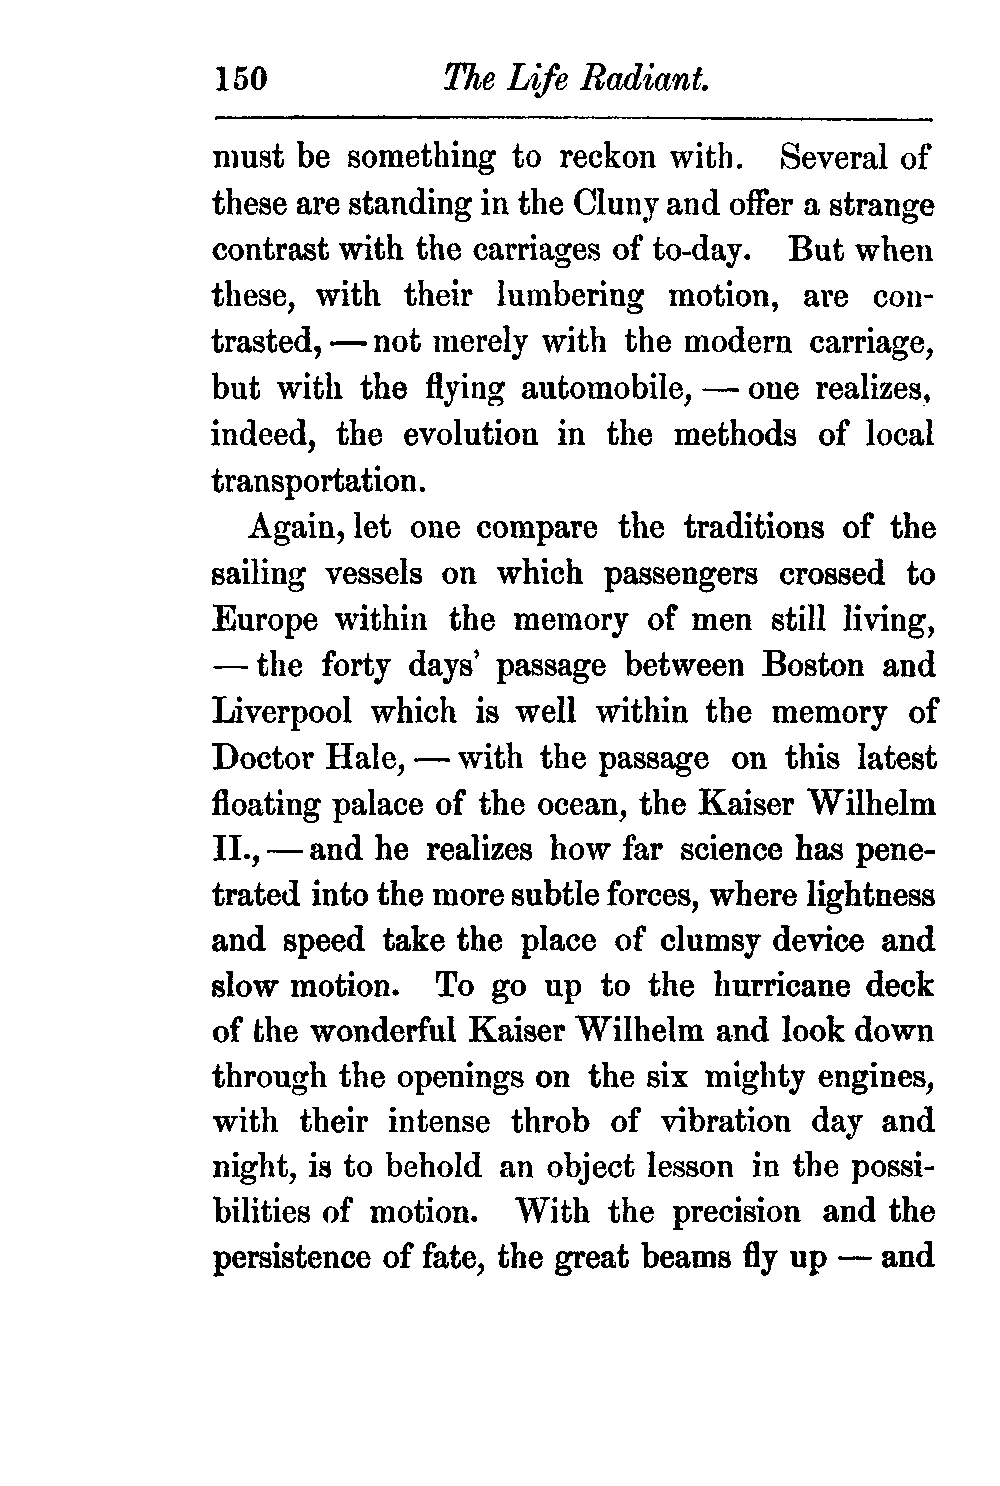 150 The Life Radiant.
must be something to reckon with. Several of
these are standing in the Cluny and offer a strange
contrast with the carriages of to-day. But when
these, with their lumbering motion, are con-
trasted, — not merely with the modern carriage,
but with the flying automobile, — one realizes,
indeed, the evolution in the methods of local
transportation.
Again, let one compare the traditions of the
sailing vessels on which passengers crossed to
Europe within the memory of men still living,
— the forty days' passage between Boston and
Liverpool which is well within the memory of
Doctor Hale, — with the passage on this latest
floating palace of the ocean, the Kaiser Wilhelm
II., — and he realizes how far science has pene-
trated into the more subtle forces, where lightness
and speed take the place of clumsy device and
slow motion. To go up to the hurricane deck
of the wonderful Kaiser Wilhelm and look down
through the openings on the six mighty engines,
with their intense throb of vibration day and
night, is to behold an object lesson in the possi-
bilities of motion. With the precision and the
persistence of fate, the great beams fly up — and